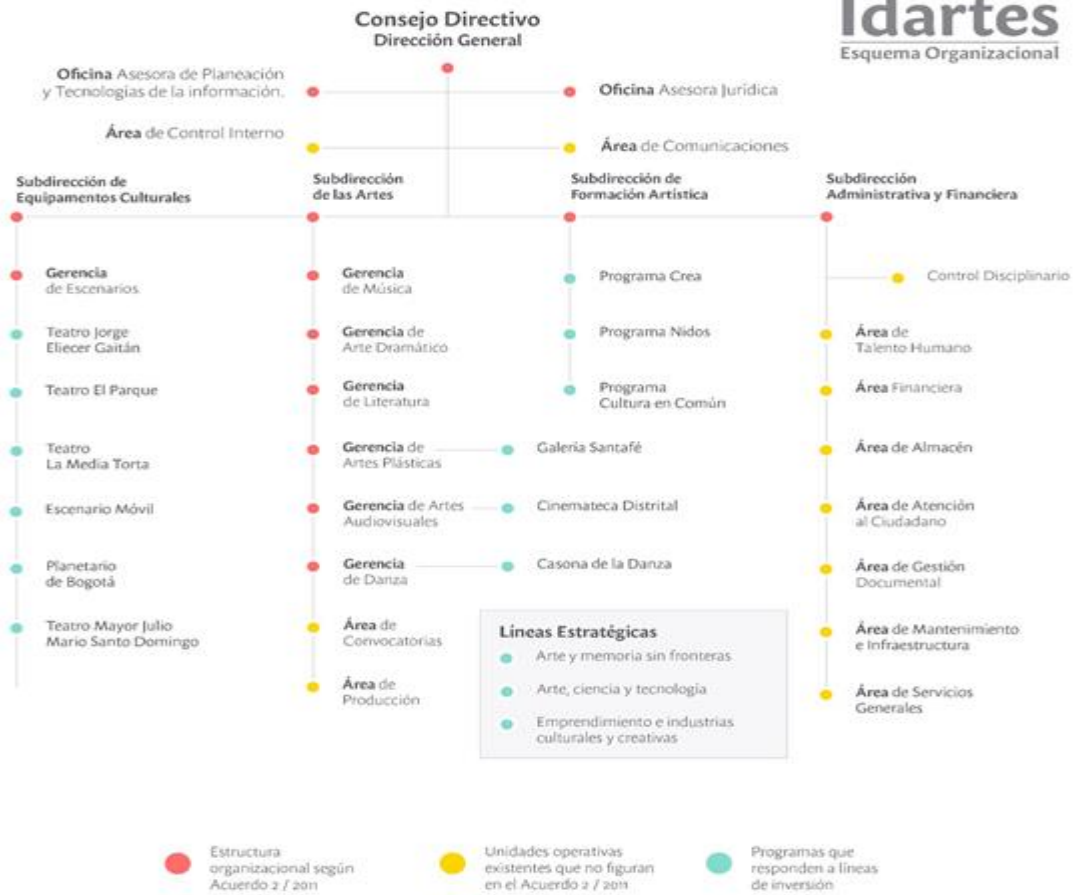 Consejo Directivo
Dirección General
Idartes
Esquema Organizacional
Oficina Asesora de Planeación
y Tecnologías de la información.
Oficina Asesora Jurídica
Área de Control Interno
Área de Comunicaciones
Subdirección de
Equipamentos Culturales
Gerencia
de Escenarios
Teatro Jorge
Eliecer Gaitán
Teatro El Parque
Teatro
La Media Torta
Escenario Móvil
Planetario
de Bogotá
Teatro Mayor Julio
Mario Santo Domingo
Subdirección
de las Artes
Gerencia
de Música
Gerencia de
Arte Dramático
Gerencia
de Literatura
Gerencia de
Artes Plásticas
Galería Santafé
Gerencia de Artes
Audiovisuales
Cinemateca Distrital
Gerencia
de Danza
Casona de la Danza
Área de
Convocatorias
Área de
Producción
Subdirección de
Formación Artística
Programa Crea
Programa Nidos
Programa
Cultura en Común
Subdirección
Administrativa y Financiera
Control Disciplinario
Área de
Talento Humano
Área Financiera
Área de Almacén
Área de Atención
al Ciudadano
Área de Gestión
Documental
Área de Mantenimiento
e Infraestructura
Área de Servicios
Generales
Líneas Estratégicas
Arte y memoria sin fronteras
Arte, ciencia y tecnología
Emprendimiento e industrias
culturales y creativas
Estructura
organizacional según
Acuerdo 2 / 2011
Unidades operativas
existentes que no figuran
en el Acuerdo 2 / 2011
Programas que
responden a líneas
de inversión